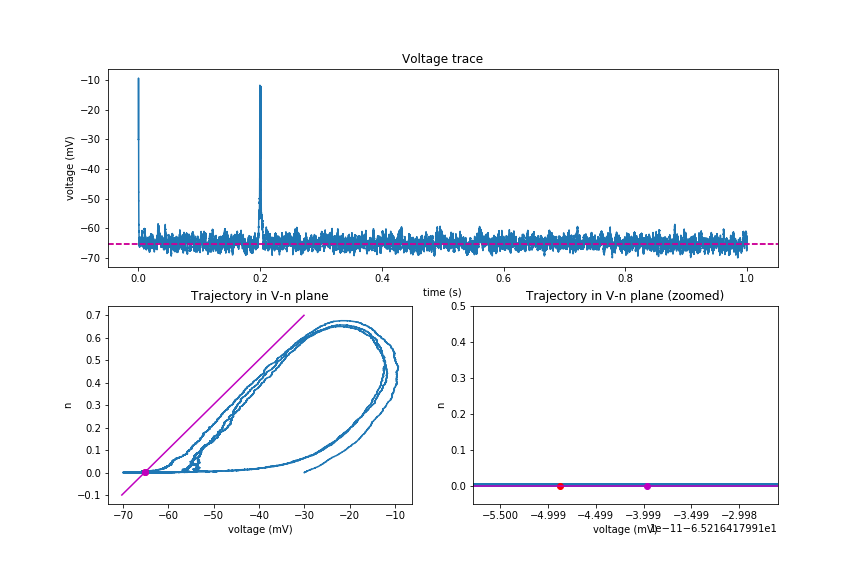 Voltage trace
voltage (mV)
−10
−20
−30
−40
−50
−60
−70
0.0 0.2 0.4 0.6 0.8 1.0
time (s)
Trajectory in V-n plane
n
0.7
0.6
0.5
0.4
0.3
0.2
0.1
0.0
−0.1
−70 −60 −50 −40 −30 −20 −10
voltage (mV)
Trajectory in V-n plane (zoomed)
n
0.5
0.4
0.3
0.2
0.1
0.0
−5.500 −4.999 −4.499 −3.999 −3.499 −2.998
voltage (mV)
1e−11−6.5216417991e1